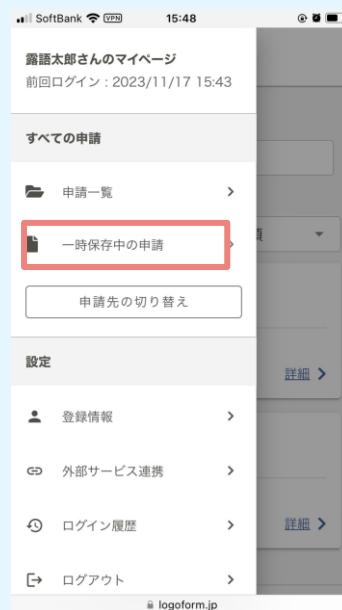 SoftBank VPN 15:48
露語太郎さんのマイページ
前回ログイン：2023/11/17 15:43
すべての申請
申請一覧
一時保存中の申請
申請先の切り替え
設定
詳細
登録情報
外部サービス連携
ログイン履歴
詳細
ログアウト
logoform.jp